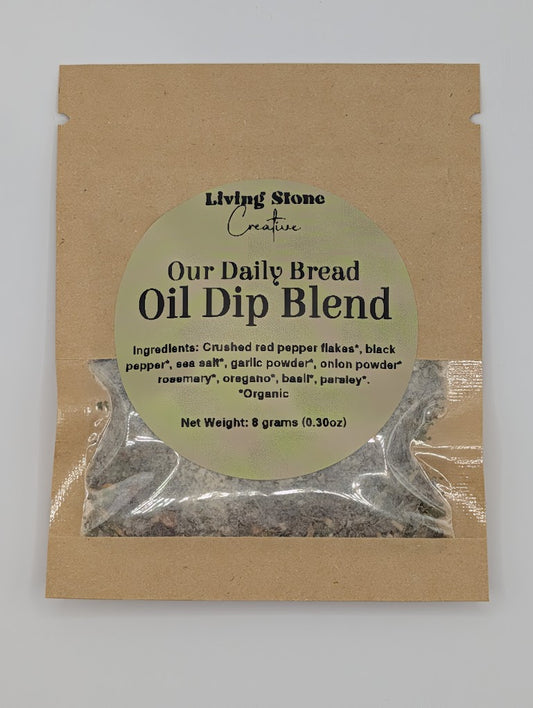 Living Stone
Creative
Our Daily Bread
Oil Dip Blend
Ingredients: Crushed red pepper flakes*, black
pepper*, sea salt*, garlic powder*, onion powder*
rosemary*, oregano*, basil*, parsley*.
*Organic
Net Weight: 8 grams (0.30oz)